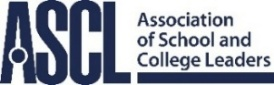 ASCL
Association
of School and
College Leaders